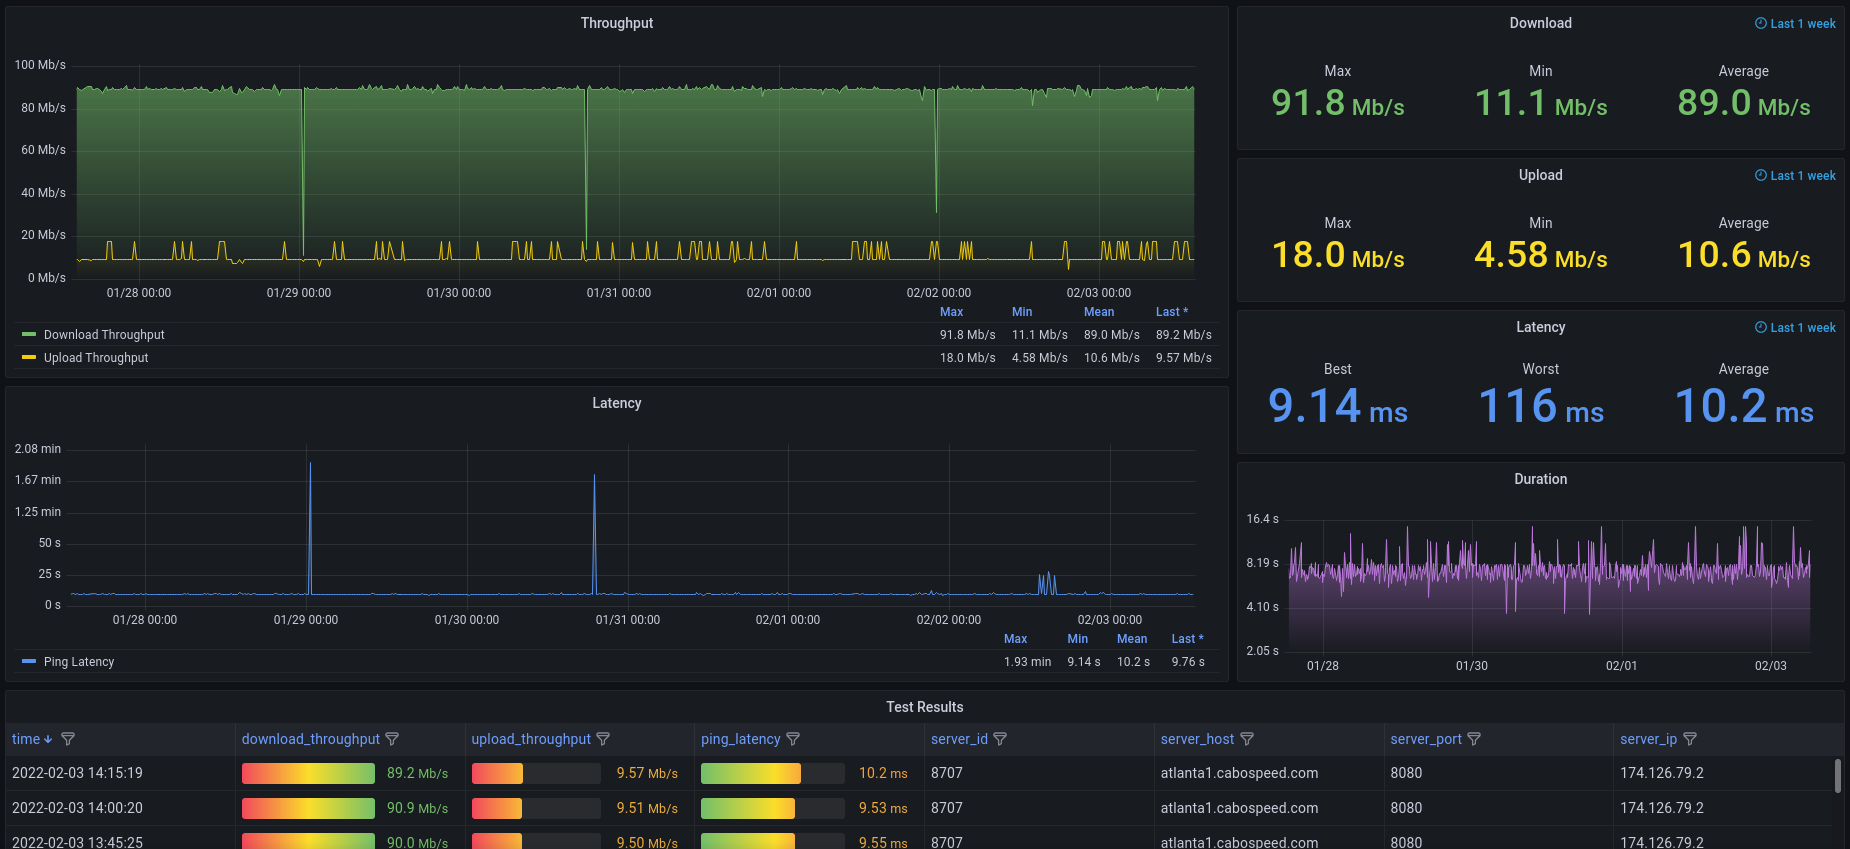 Throughput
100 Mb/s
80 Mb/s
60 Mb/s
40 Mb/s
20 Mb/s
0 Mb/s
01/28 00:00 01/29 00:00 01/30 00:00 01/31 00:00 02/01 00:00 02/02 00:00 02/03 00:00
Max Min Mean Last *
Download Throughput 91.8 Mb/s 11.1 Mb/s 89.0 Mb/s 89.2 Mb/s
Upload Throughput 18.0 Mb/s 4.58 Mb/s 10.6 Mb/s 9.57 Mb/s
Download Last 1 week
Max Min Average
91.8 Mb/s 11.1 Mb/s 89.0 Mb/s
Upload Last 1 week
Max Min Average
18.0 Mb/s 4.58 Mb/s 10.6 Mb/s
Latency
2.08 min
1.67 min
1.25 min
50 s
25 s
0 s
01/28 00:00 01/29 00:00 01/30 00:00 01/31 00:00 02/01 00:00 02/02 00:00 02/03 00:00
Max Min Mean Last *
Ping Latency 1.93 min 9.14 s 10.2 s 9.76 s
Latency Last 1 week
Best Worst Average
9.14 ms 116 ms 10.2 ms
Duration
16.4 s
8.19 s
4.10 s
2.05 s
01/28 01/30 02/01 02/03
Test Results
time download_throughput upload_throughput ping_latency server_id server_host server_port server_ip
2022-02-03 14:15:19 89.2 Mb/s 9.57 Mb/s 10.2 ms 8707 atlanta1.cabospeed.com 8080 174.126.79.2
2022-02-03 14:00:20 90.9 Mb/s 9.51 Mb/s 9.53 ms 8707 atlanta1.cabospeed.com 8080 174.126.79.2
2022-02-03 13:45:25 90.0 Mb/s 9.50 Mb/s 9.55 ms 8707 atlanta1.cabospeed.com 8080 174.126.79.2